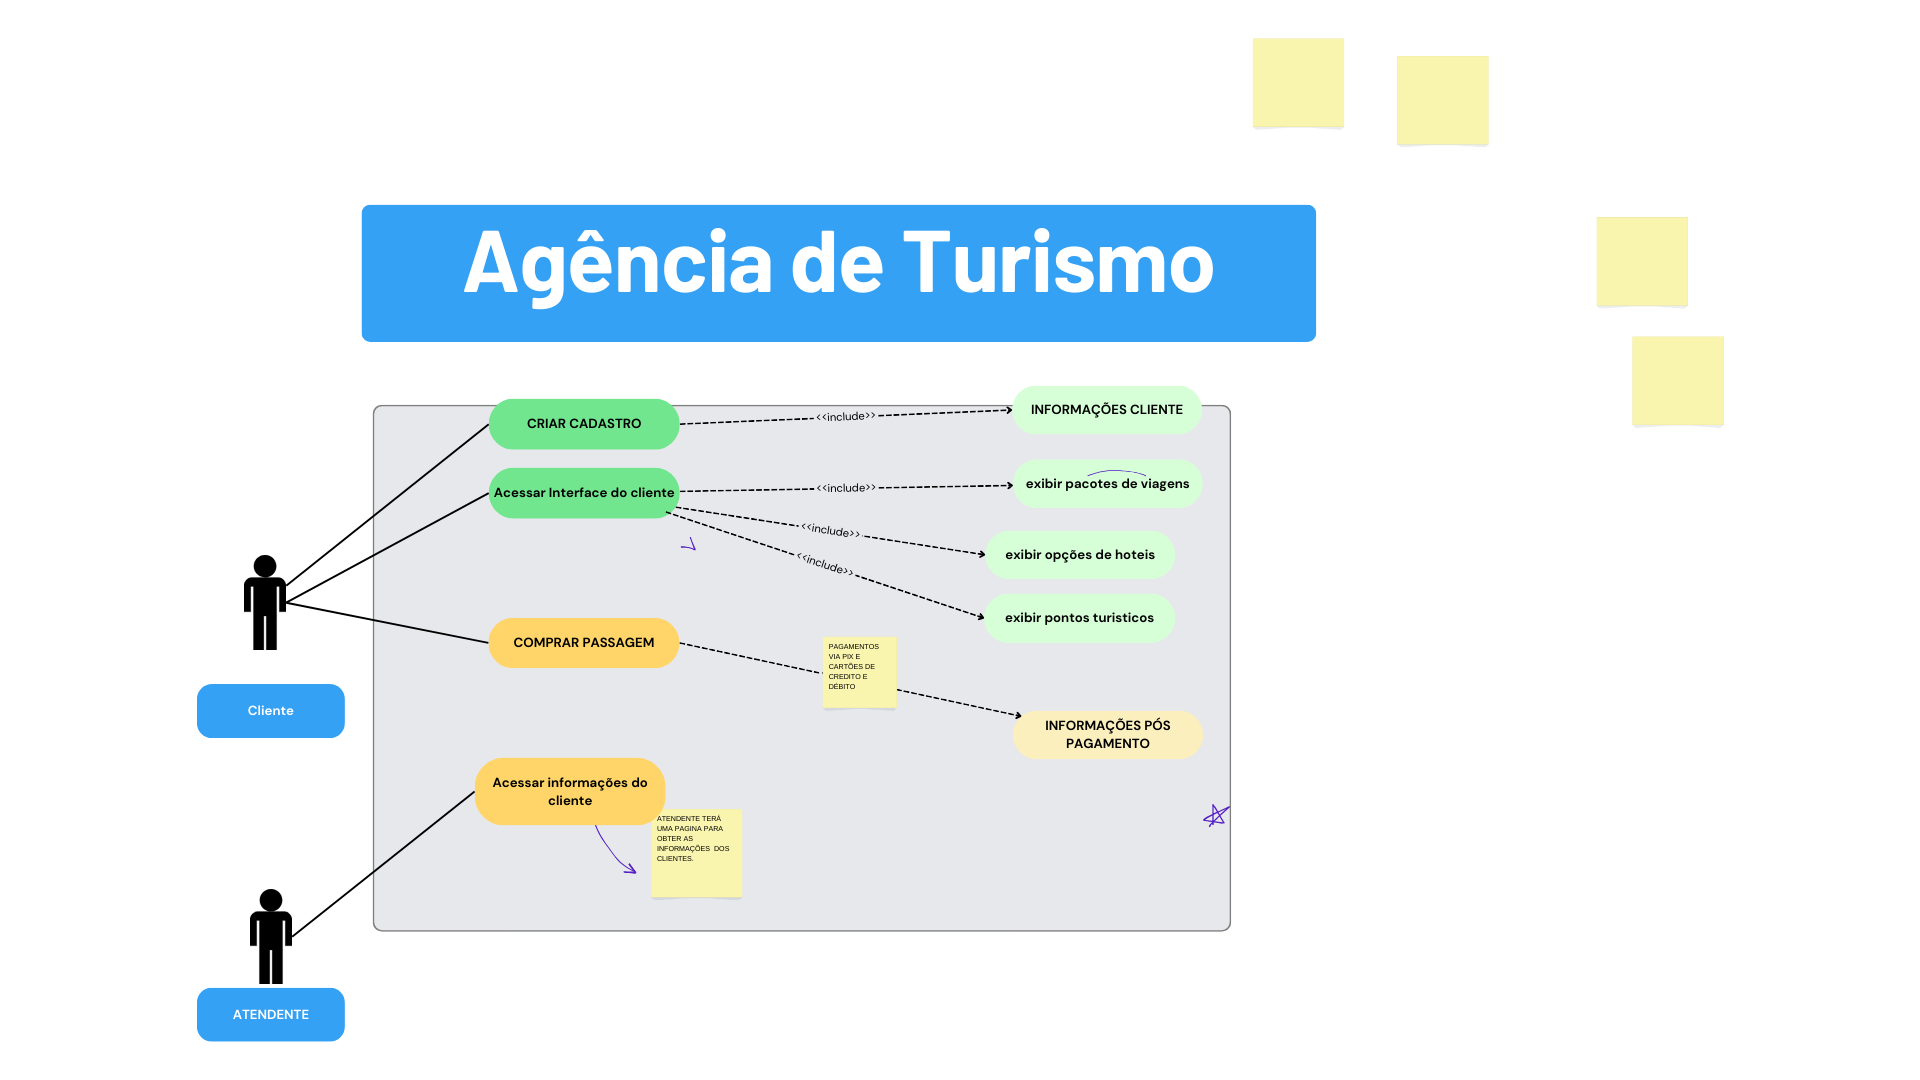 Agência de Turismo
CRIAR CADASTRO
<<include>>
INFORMAÇÕES CLIENTE
Acessar Interface do cliente
<<include>>
exibir pacotes de viagens
<<include>>
exibir opções de hoteis
<<include>>
exibir pontos turisticos
COMPRAR PASSAGEM
PAGAMENTOS
VIA PIX E
CARTÕES DE
CREDITO E
DÉBITO
Cliente
INFORMAÇÕES PÓS
PAGAMENTO
Acessar informações do
cliente
ATENDENTE TERÁ
UMA PAGINA PARA
OBTER AS
INFORMAÇÕES DOS
CLIENTES.
ATENDENTE